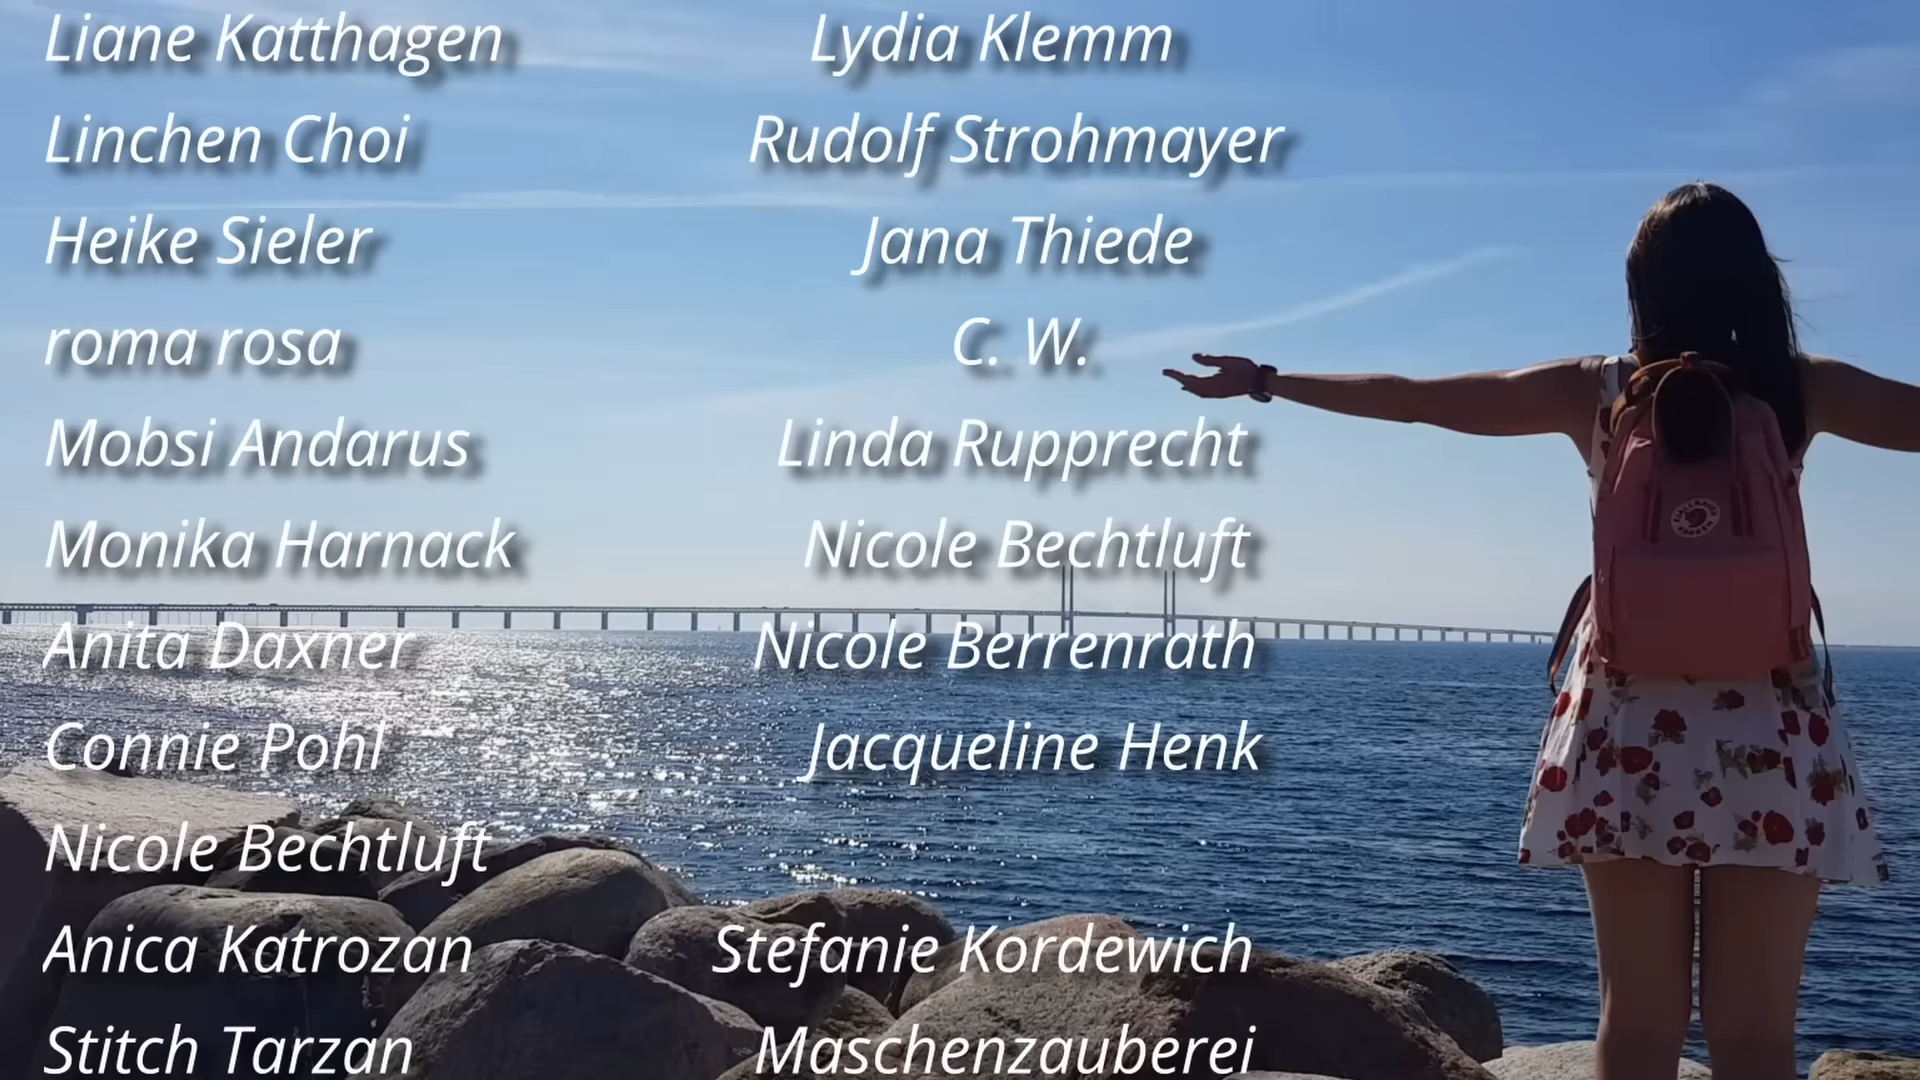 Liane Katthagen Lydia Klemm
Linchen Choi Rudolf Strohmayer
Heike Sieler Jana Thiede
roma rosa C. W.
Mobsi Andarus Linda Rupprecht
Monika Harnack Nicole Bechtluft
Anita Daxner Nicole Berrenrath
Connie Pohl Jacqueline Henk
Nicole Bechtluft
Anica Katrozan Stefanie Kordewich
Stitch Tarzan Maschenzauberei